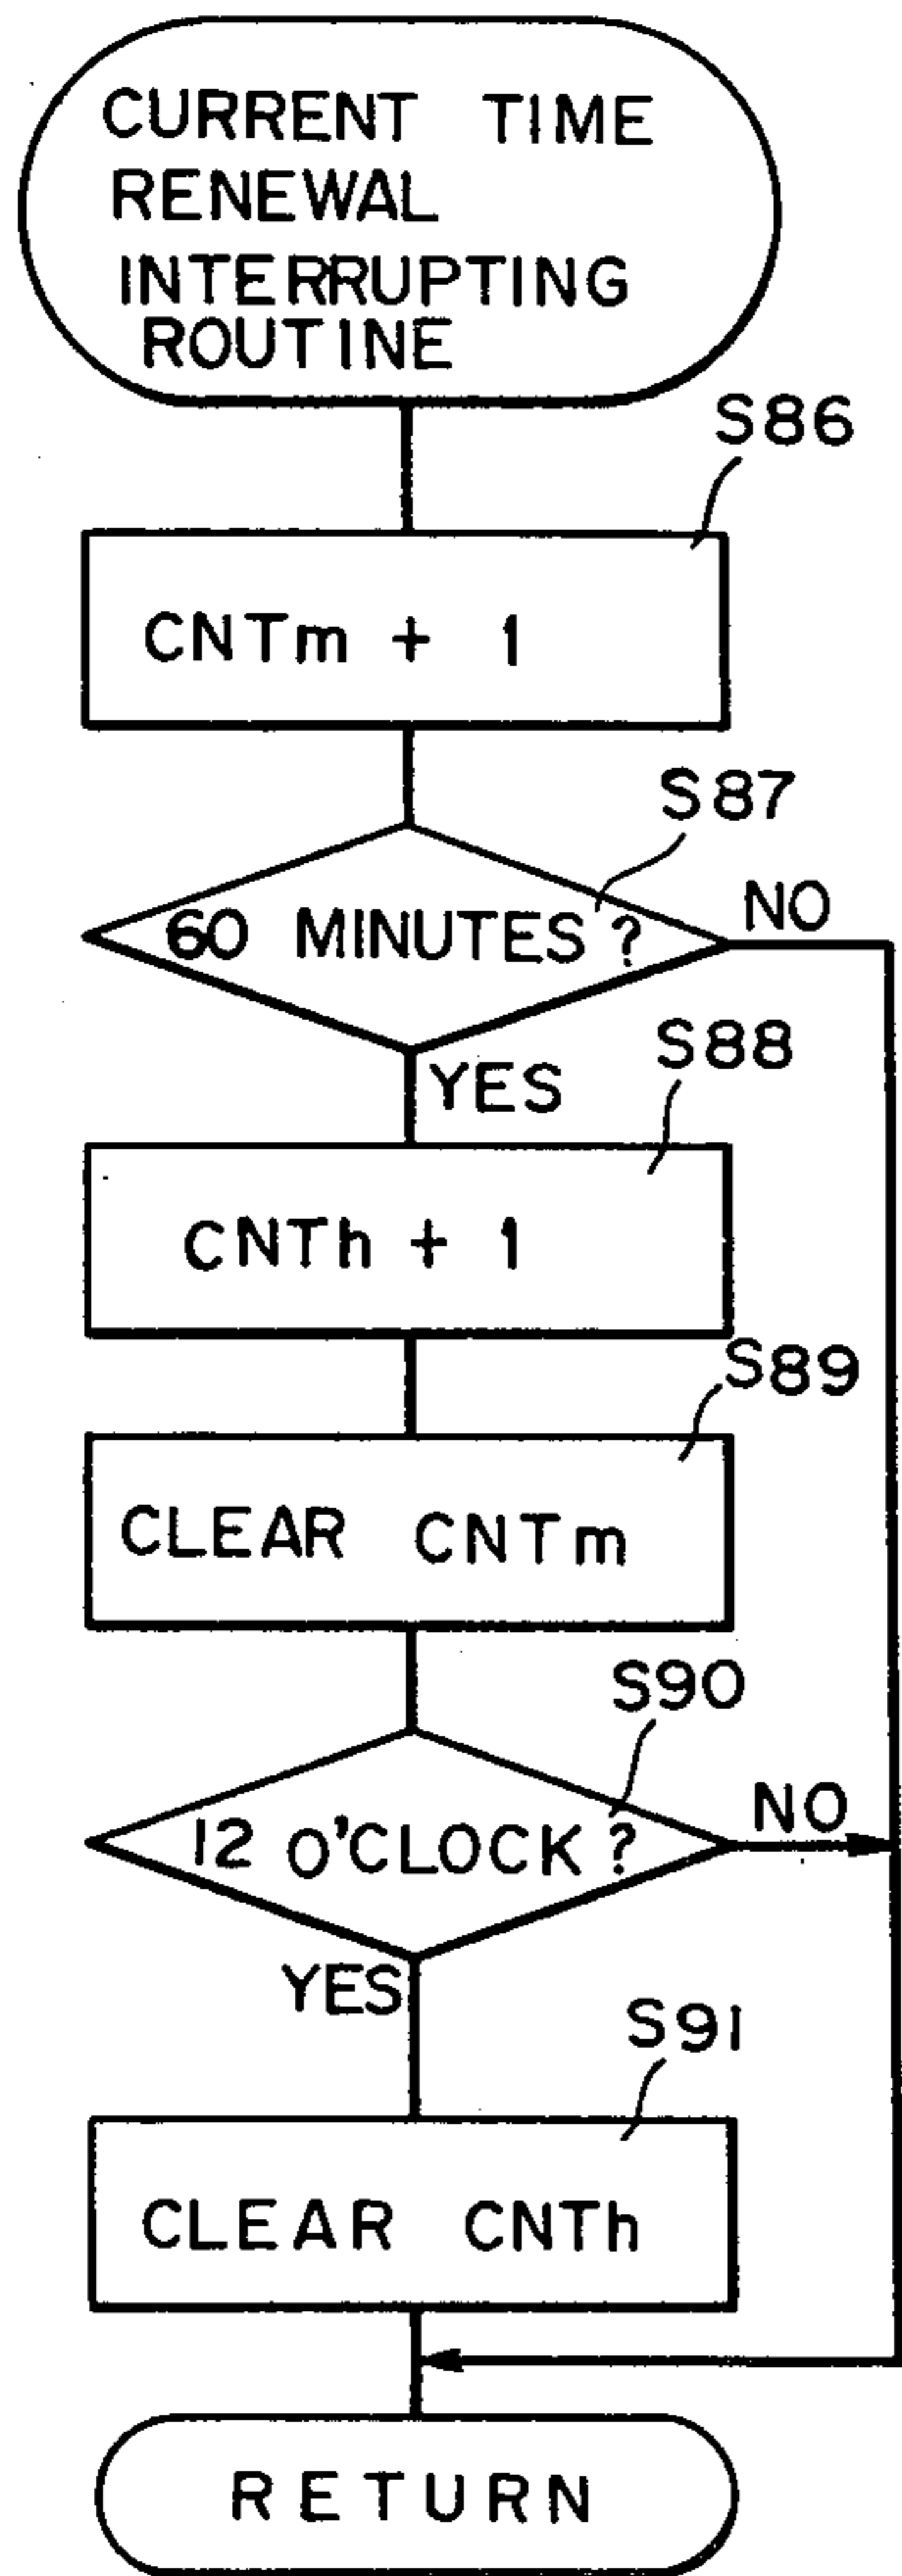 CURRENT TIME
RENEWAL
INTERRUPTING
ROUTINE
S86
CNTm + 1
S87
60 MINUTES ?
NO
YES
S88
CNTh + 1
S89
CLEAR CNTm
S90
12 O'CLOCK ?
NO
YES
S91
CLEAR CNTh
RETURN